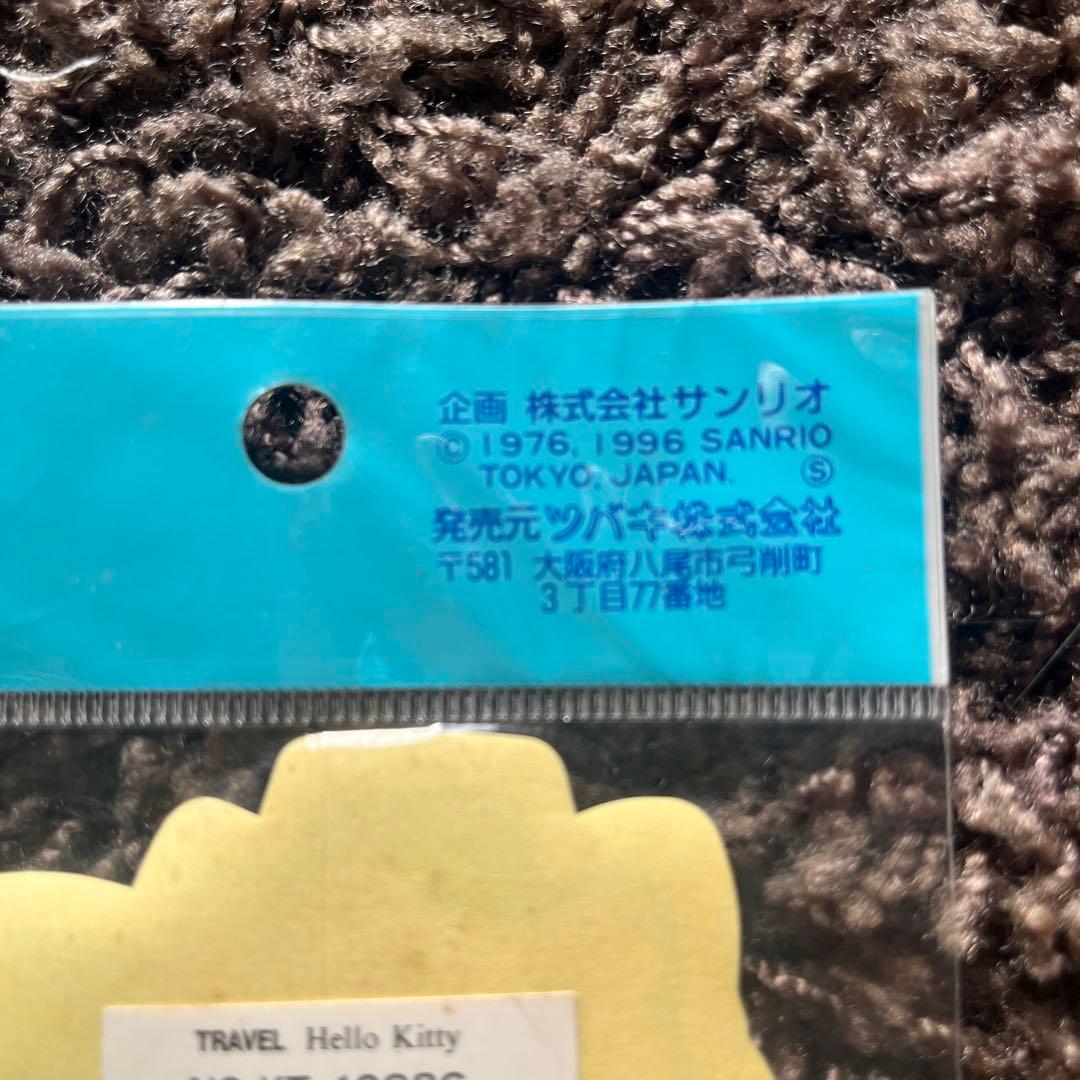 企画 株式会社サンリオ
© 1976, 1996 SANRIO
TOKYO, JAPAN. Ⓢ
発売元 ツバキ株式会社
〒581 大阪府八尾市弓削町
3丁目77番地
TRAVEL Hello Kitty